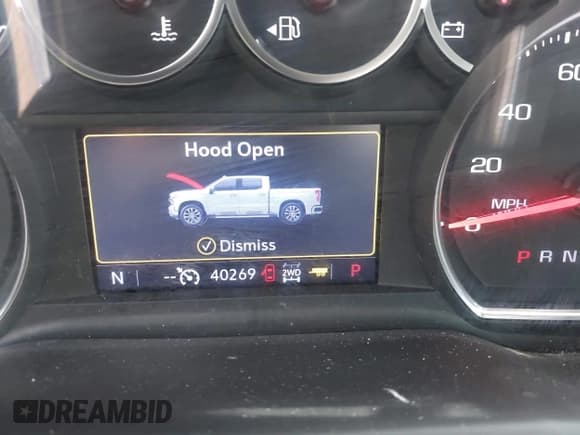 60
40
20
0
MPH
Hood Open
Dismiss
N -- 40269 2WD P
P R N
DREAMBID